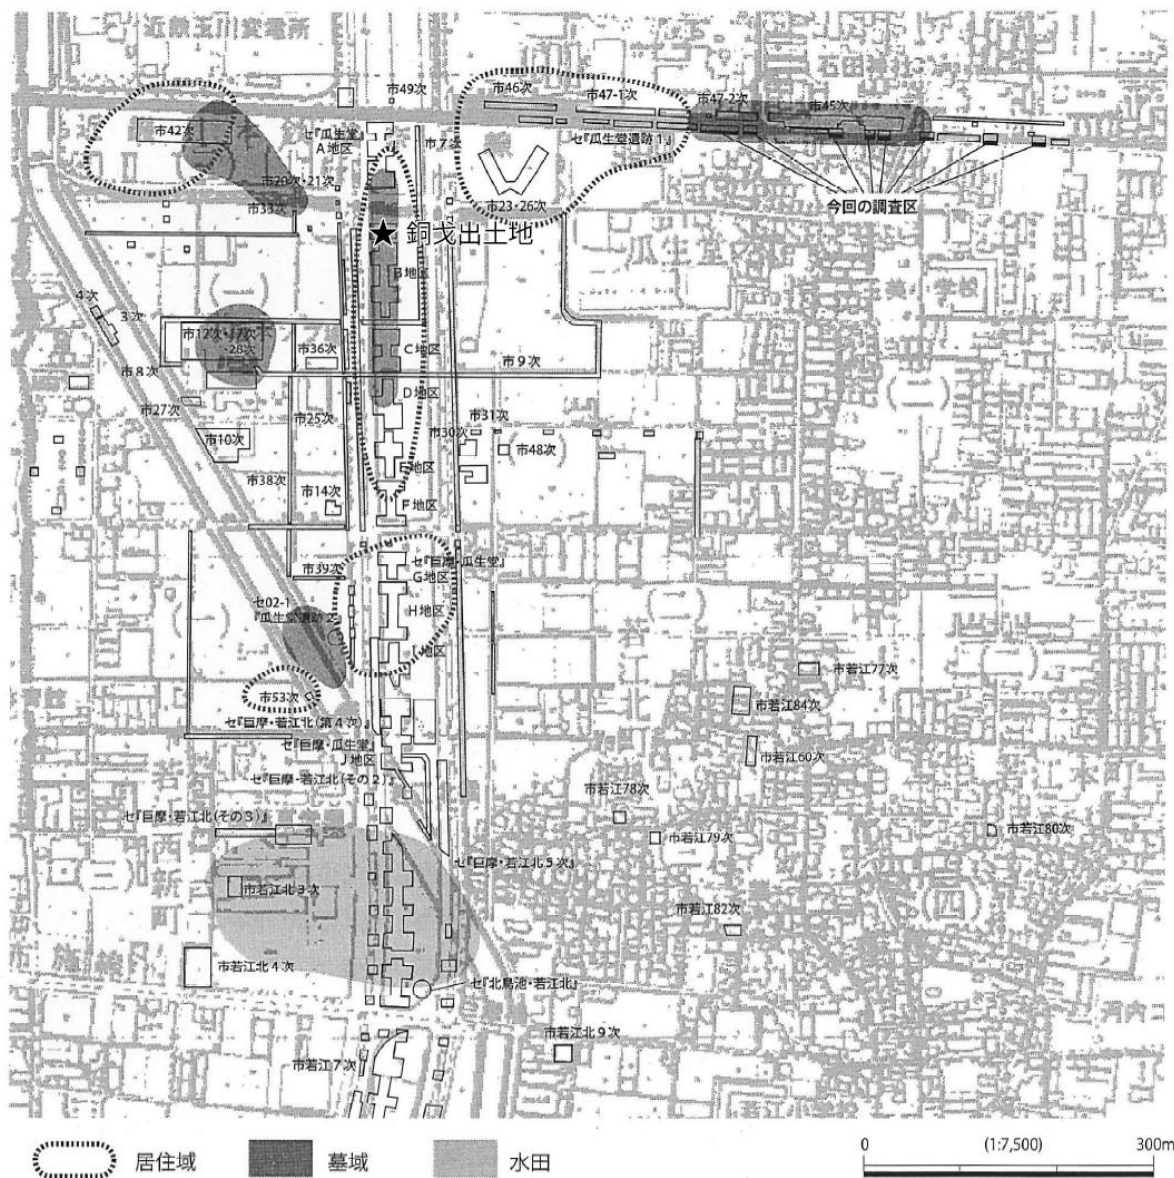 近鉄玉川変電所
市49次
市46次
市47-1次
市47-2次
市45次
市42次
セ『瓜生堂』
A地区
市7次
セ『瓜生堂遺跡1』
市20次・21次
市33次
市23・26次
今回の調査区
★ 銅戈出土地
瓜生堂
B地区
4次
3次
市12次・17次
・28次
市36次
C地区
市9次
市8次
D地区
市27次
市25次
市31次
市30次
市10次
市48次
E地区
市38次
市14次
F地区
市39次
セ『巨摩・瓜生堂』
G地区
セ02-1
『瓜生堂遺跡2』
H地区
I地区
市若江77次
市53次
市若江84次
セ『巨摩・若江北(第4次)』
セ『巨摩・瓜生堂』
J地区
市若江60次
セ『巨摩・若江北(その2)』
市若江78次
セ『巨摩・若江北(その3)』
市若江79次
市若江80次
セ『巨摩・若江北5次』
市若江北3次
市若江82次
市若江北4次
セ『北鳥池・若江北』
市若江北9次
市若江7次
居住域
墓域
水田
0
(1:7,500)
300m